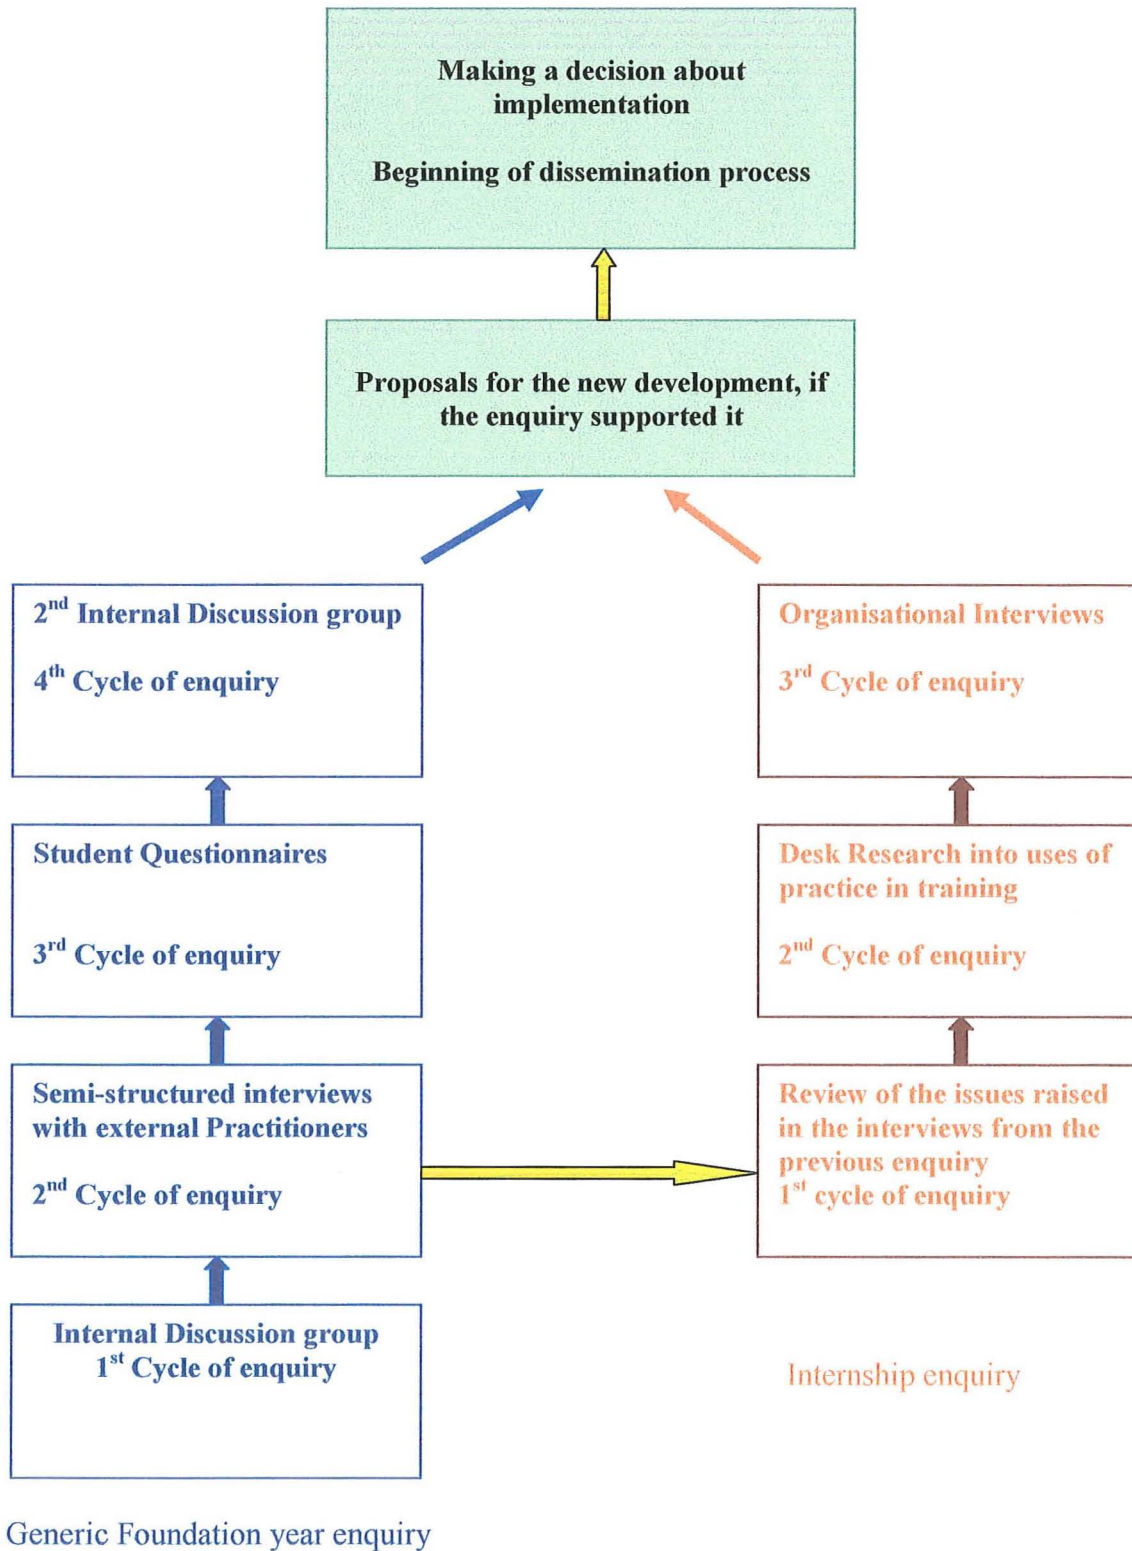 Making a decision about
implementation
Beginning of dissemination process
Proposals for the new development, if
the enquiry supported it
2nd Internal Discussion group
4th Cycle of enquiry
Student Questionnaires
3rd Cycle of enquiry
Semi-structured interviews
with external Practitioners
2nd Cycle of enquiry
Internal Discussion group
1st Cycle of enquiry
Generic Foundation year enquiry
Organisational Interviews
3rd Cycle of enquiry
Desk Research into uses of
practice in training
2nd Cycle of enquiry
Review of the issues raised
in the interviews from the
previous enquiry
1st cycle of enquiry
Internship enquiry